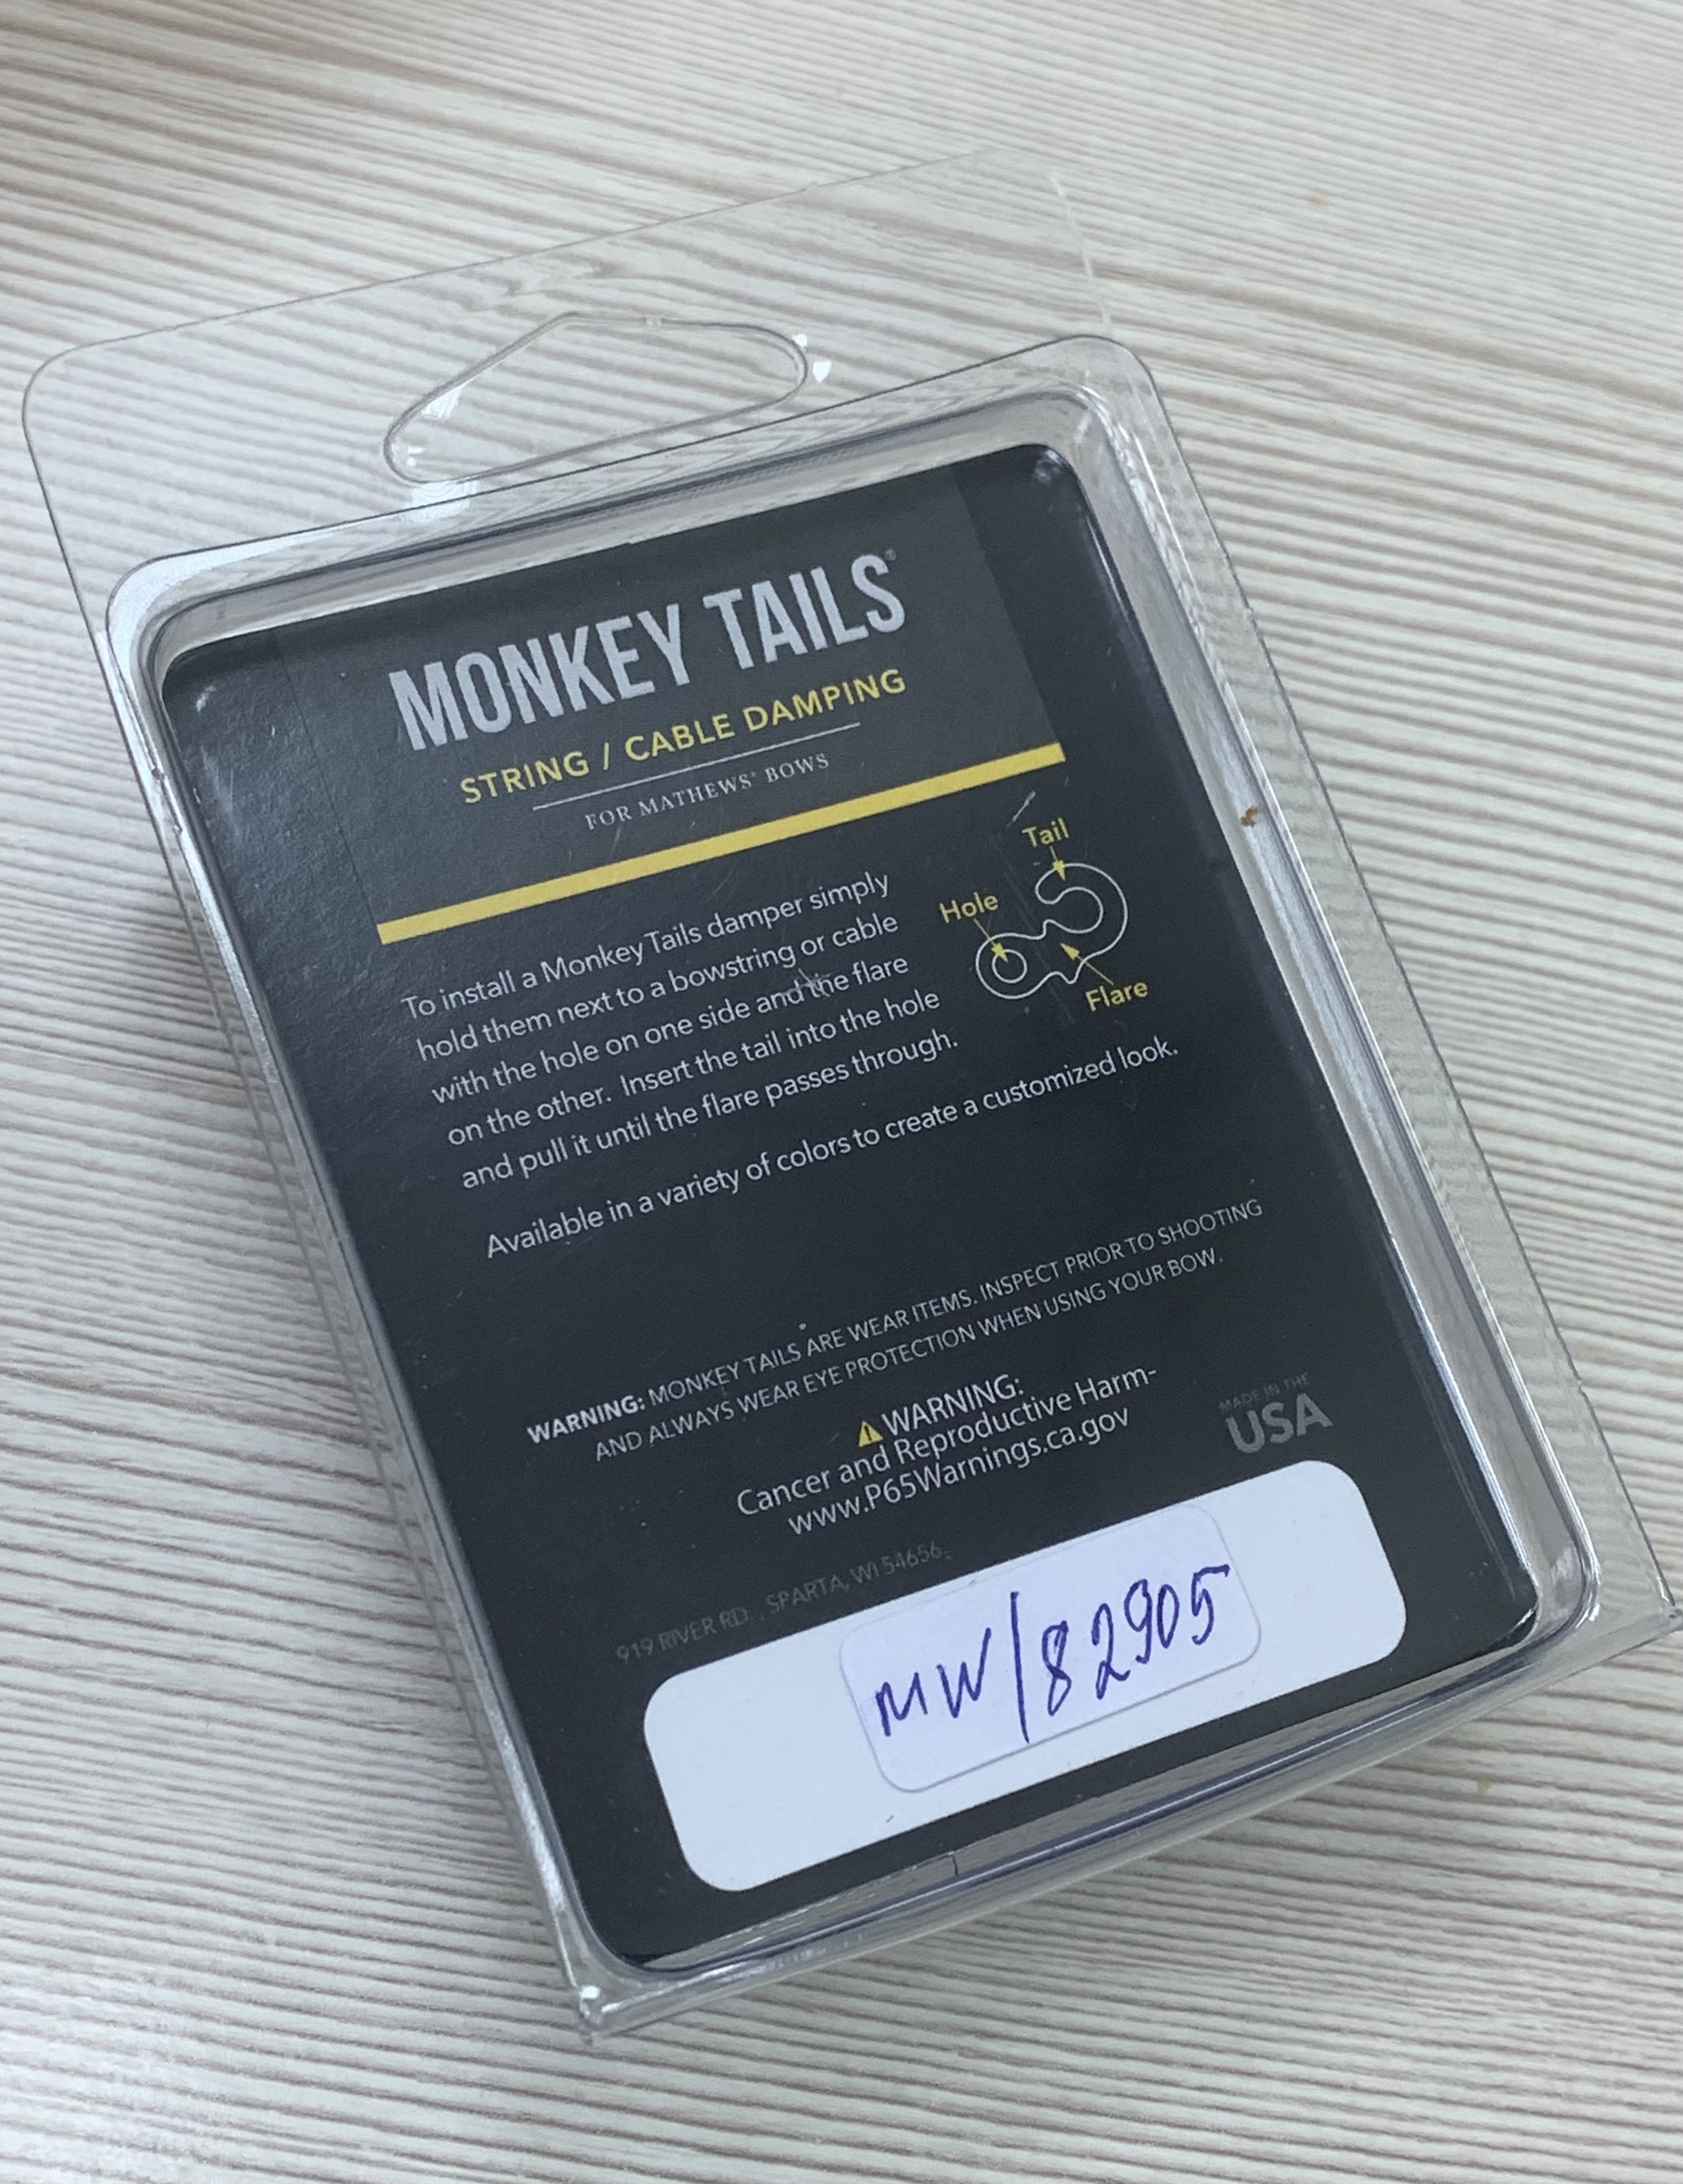 MONKEY TAILS®
STRING / CABLE DAMPING
FOR MATHEWS® BOWS
To install a Monkey Tails damper simply
hold them next to a bowstring or cable
with the hole on one side and the flare
on the other. Insert the tail into the hole
and pull it until the flare passes through.
Tail
Hole
Flare
Available in a variety of colors to create a customized look.
WARNING: MONKEY TAILS ARE WEAR ITEMS. INSPECT PRIOR TO SHOOTING
AND ALWAYS WEAR EYE PROTECTION WHEN USING YOUR BOW.
WARNING:
Cancer and Reproductive Harm-
www.P65Warnings.ca.gov
MADE IN THE
USA
919 RIVER RD., SPARTA, WI 54656.
MW/82905